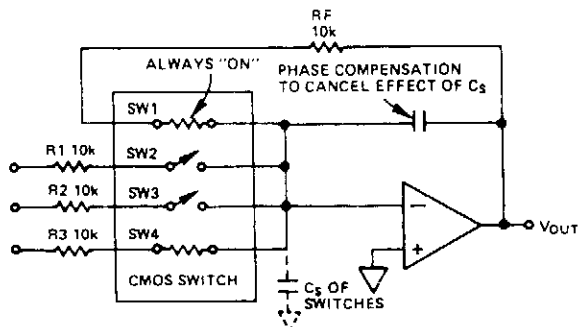 RF
10k
ALWAYS "ON"
PHASE COMPENSATION
TO CANCEL EFFECT OF CS
SW1
R1 10k
SW2
R2 10k
SW3
R3 10k
SW4
CMOS SWITCH
CS OF
SWITCHES
−
+
VOUT